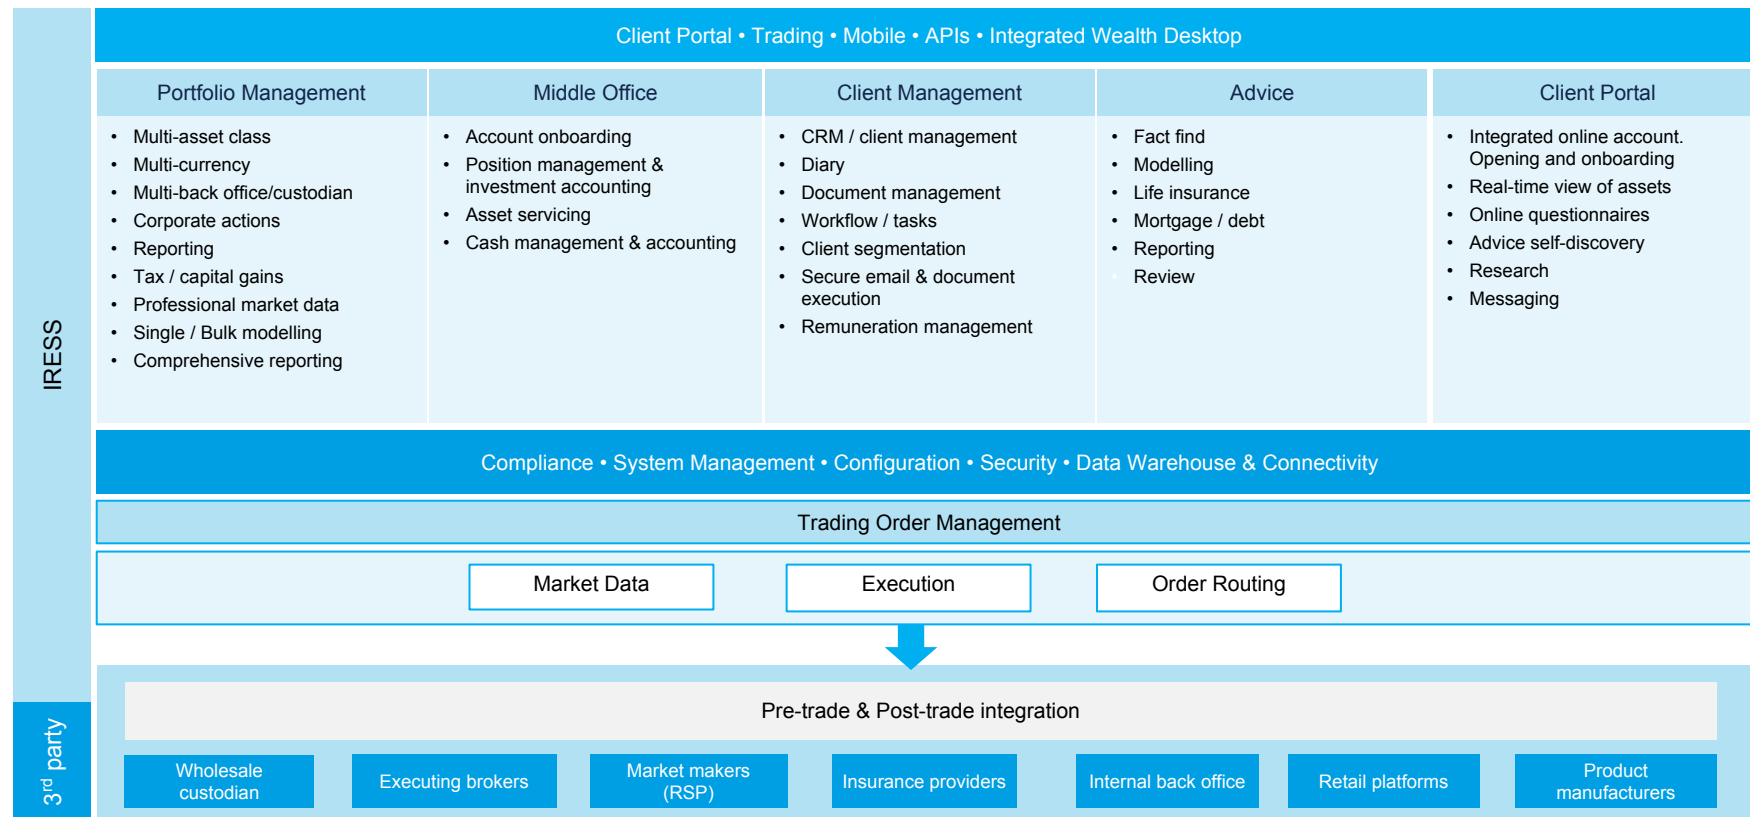 Client Portal • Trading • Mobile • APIs • Integrated Wealth Desktop
Portfolio Management
• Multi-asset class
• Multi-currency
• Multi-back office/custodian
• Corporate actions
• Reporting
• Tax / capital gains
• Professional market data
• Single / Bulk modelling
• Comprehensive reporting
Middle Office
• Account onboarding
• Position management &
investment accounting
• Asset servicing
• Cash management & accounting
Client Management
• CRM / client management
• Diary
• Document management
• Workflow / tasks
• Client segmentation
• Secure email & document
execution
• Remuneration management
Advice
• Fact find
• Modelling
• Life insurance
• Mortgage / debt
• Reporting
• Review
Client Portal
• Integrated online account.
Opening and onboarding
• Real-time view of assets
• Online questionnaires
• Advice self-discovery
• Research
• Messaging
IRESS
Compliance • System Management • Configuration • Security • Data Warehouse & Connectivity
Trading Order Management
Market Data
Execution
Order Routing
3rd party
Pre-trade & Post-trade integration
Wholesale
custodian
Executing brokers
Market makers
(RSP)
Insurance providers
Internal back office
Retail platforms
Product
manufacturers